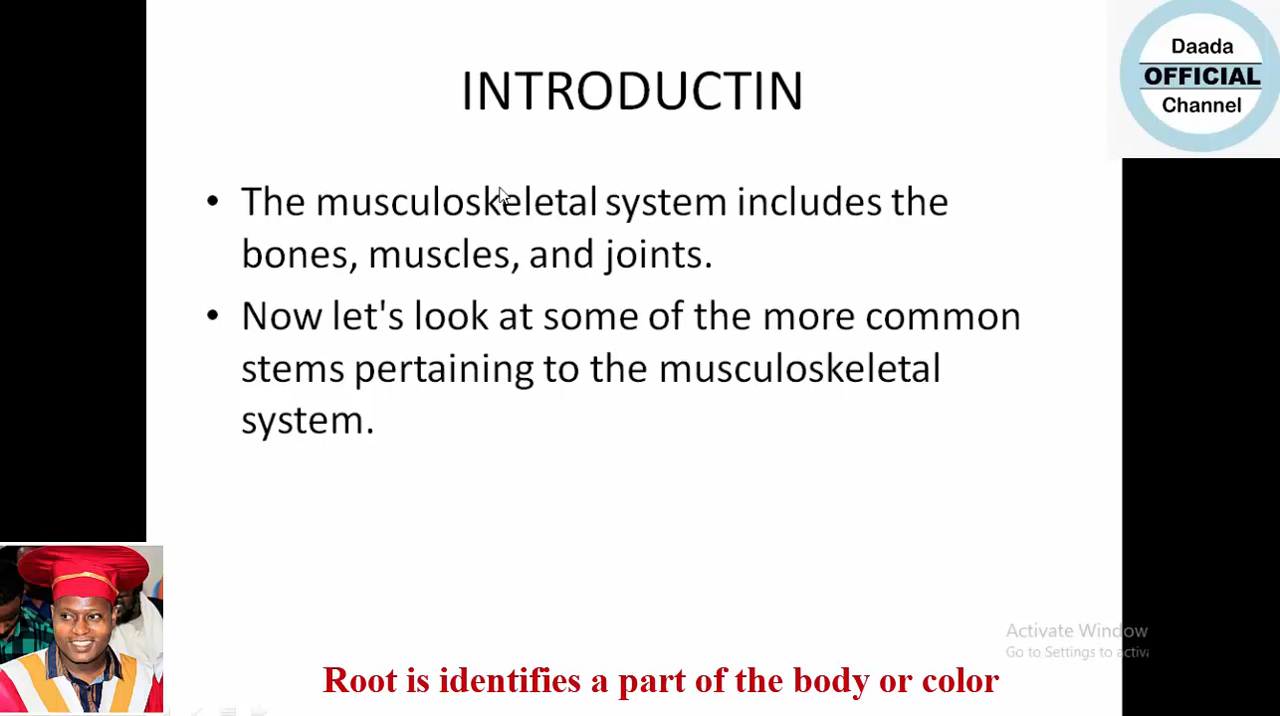 INTRODUCTIN
Daada
OFFICIAL
Channel
• The musculoskeletal system includes the
bones, muscles, and joints.
• Now let's look at some of the more common
stems pertaining to the musculoskeletal
system.
Activate Window
Go to Settings to activa
Root is identifies a part of the body or color